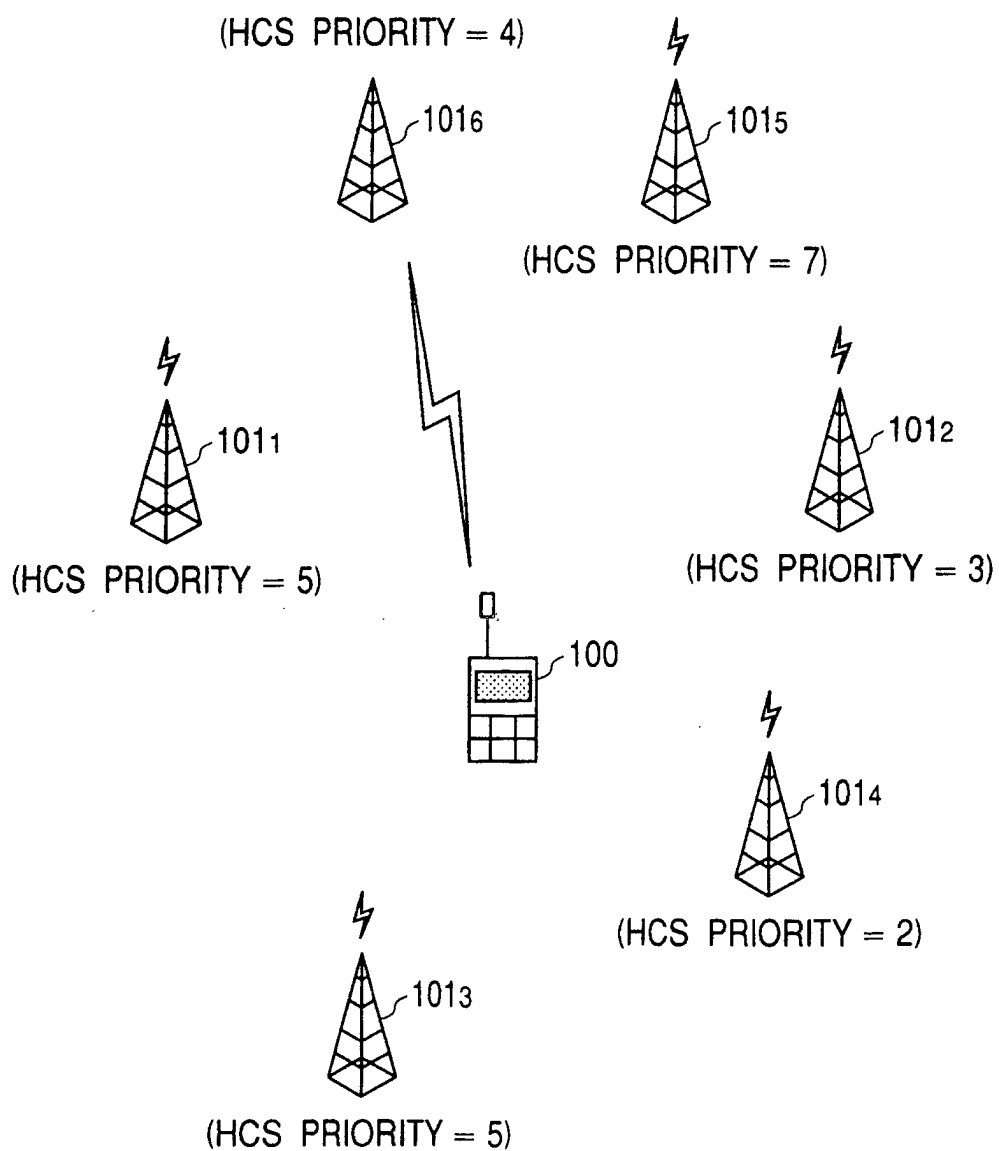 (HCS PRIORITY = 4)
101₆
101₅
(HCS PRIORITY = 7)
101₁
101₂
(HCS PRIORITY = 5)
(HCS PRIORITY = 3)
100
101₄
(HCS PRIORITY = 2)
101₃
(HCS PRIORITY = 5)